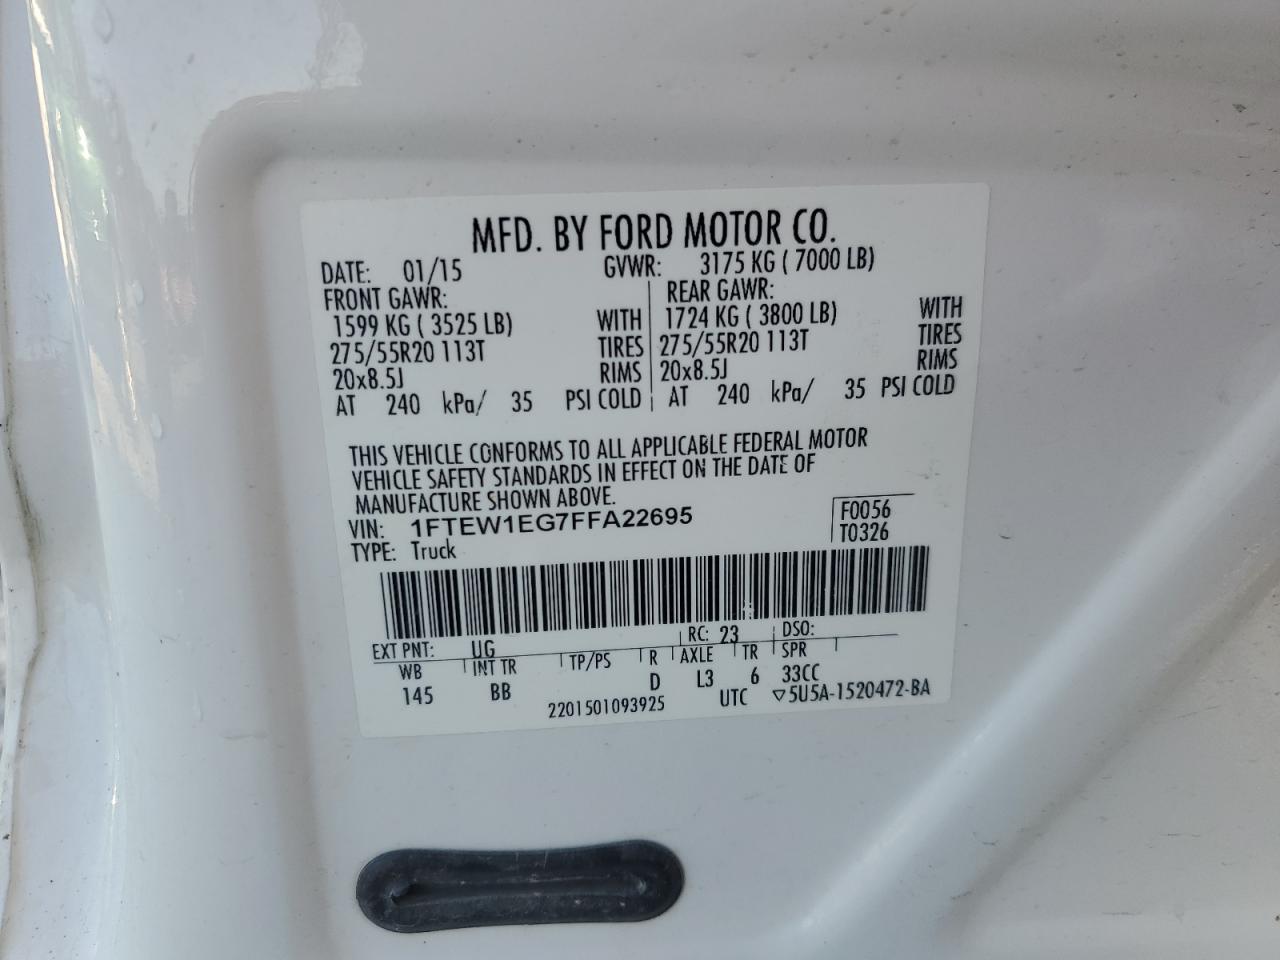 MFD. BY FORD MOTOR CO.
DATE: 01/15 GVWR: 3175 KG ( 7000 LB)
FRONT GAWR: REAR GAWR:
1599 KG ( 3525 LB) WITH 1724 KG ( 3800 LB) WITH
275/55R20 113T TIRES 275/55R20 113T TIRES
20x8.5J RIMS 20x8.5J RIMS
AT 240 kPa/ 35 PSI COLD AT 240 kPa/ 35 PSI COLD
THIS VEHICLE CONFORMS TO ALL APPLICABLE FEDERAL MOTOR
VEHICLE SAFETY STANDARDS IN EFFECT ON THE DATE OF
MANUFACTURE SHOWN ABOVE.
VIN: 1FTEW1EG7FFA22695 F0056
TYPE: Truck T0326
EXT PNT: UG RC: 23 DSO:
WB INT TR TP/PS R AXLE TR SPR
145 BB D L3 6 33CC
2201501093925 UTC ▽5U5A-1520472-BA